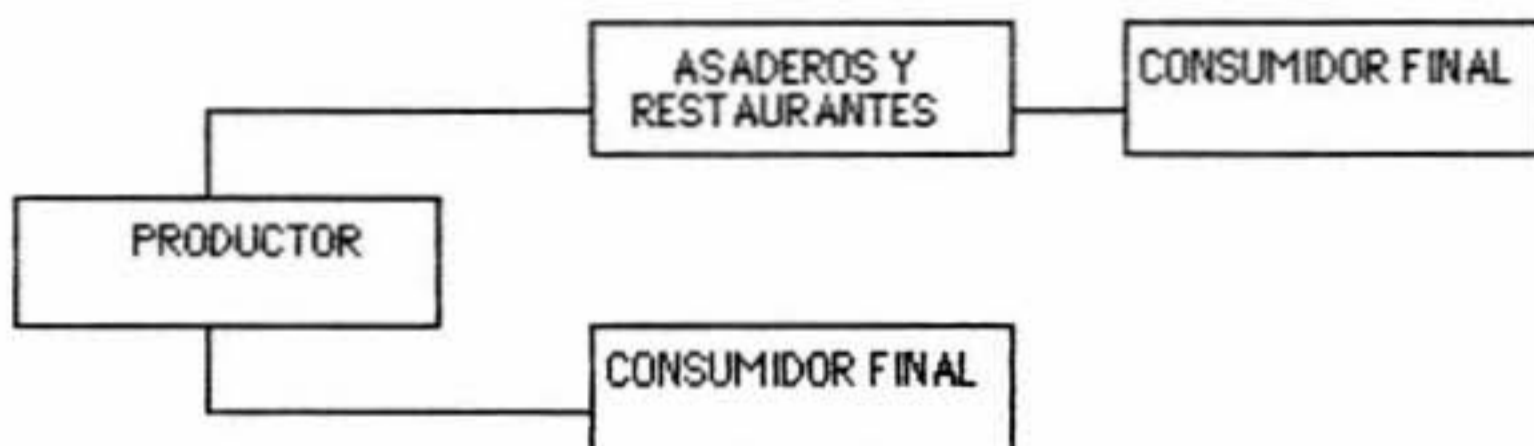 ASADEROS Y
RESTAURANTES
CONSUMIDOR FINAL
PRODUCTOR
CONSUMIDOR FINAL